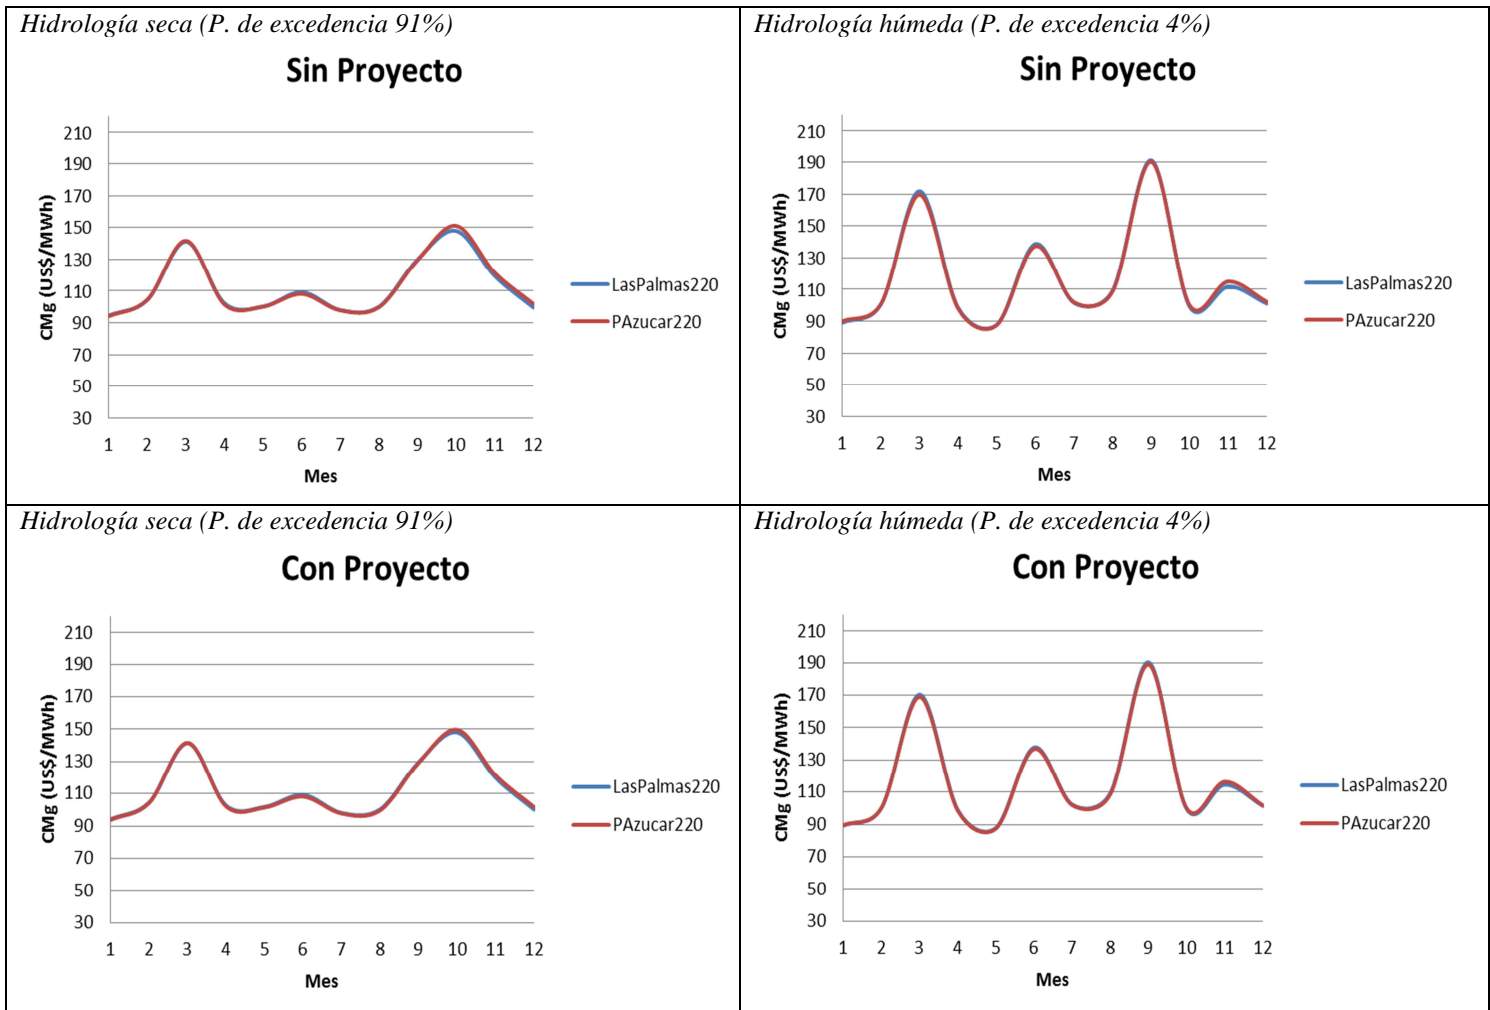 Hidrología seca (P. de excedencia 91%)
Sin Proyecto
CMg (US$/MWh)
210
190
170
150
130
110
90
70
50
30
1 2 3 4 5 6 7 8 9 10 11 12
Mes
LasPalmas220
PAzucar220
Hidrología húmeda (P. de excedencia 4%)
Sin Proyecto
CMg (US$/MWh)
210
190
170
150
130
110
90
70
50
30
1 2 3 4 5 6 7 8 9 10 11 12
Mes
LasPalmas220
PAzucar220
Hidrología seca (P. de excedencia 91%)
Con Proyecto
CMg (US$/MWh)
210
190
170
150
130
110
90
70
50
30
1 2 3 4 5 6 7 8 9 10 11 12
Mes
LasPalmas220
PAzucar220
Hidrología húmeda (P. de excedencia 4%)
Con Proyecto
CMg (US$/MWh)
210
190
170
150
130
110
90
70
50
30
1 2 3 4 5 6 7 8 9 10 11 12
Mes
LasPalmas220
PAzucar220